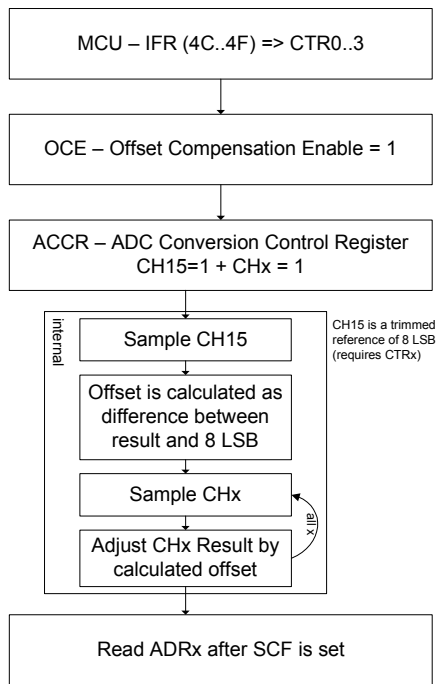 MCU – IFR (4C..4F) => CTR0..3
OCE – Offset Compensation Enable = 1
ACCR – ADC Conversion Control Register
CH15=1 + CHx = 1
internal
CH15 is a trimmed
reference of 8 LSB
(requires CTRx)
Sample CH15
Offset is calculated as
difference between
result and 8 LSB
Sample CHx
all x
Adjust CHx Result by
calculated offset
Read ADRx after SCF is set